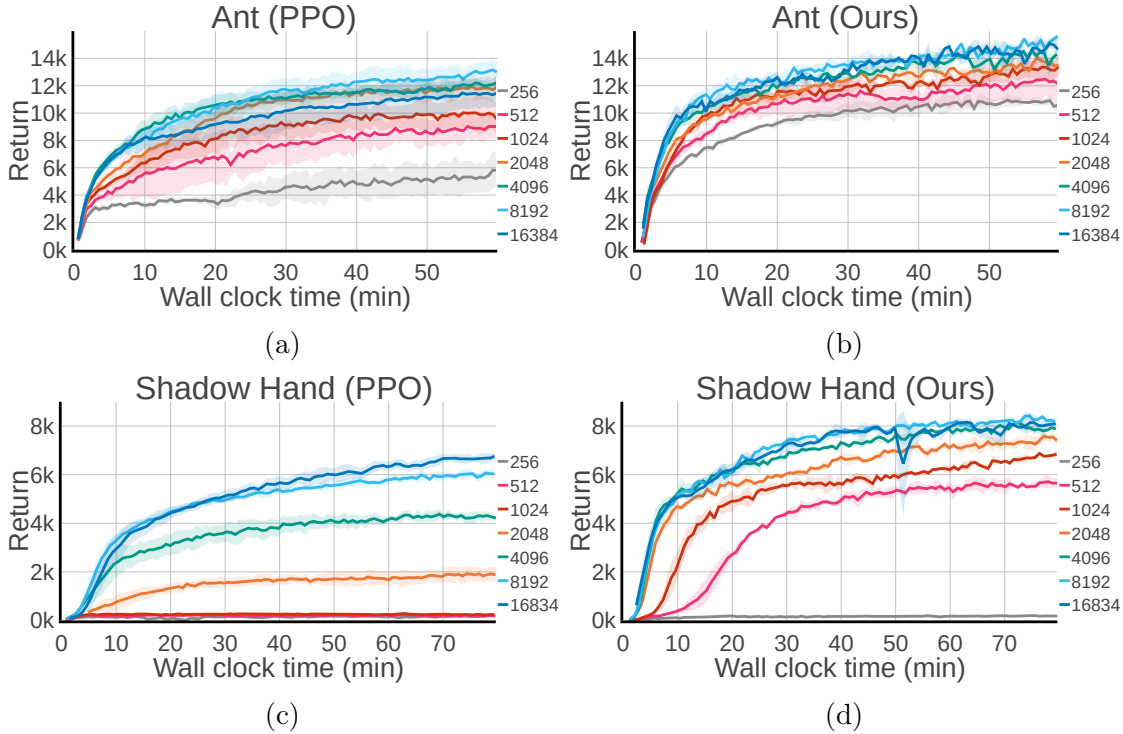 Ant (PPO)
Return
14k
12k
10k
8k
6k
4k
2k
0k
0 10 20 30 40 50
Wall clock time (min)
256
512
1024
2048
4096
8192
16384
(a)
Ant (Ours)
Return
14k
12k
10k
8k
6k
4k
2k
0k
0 10 20 30 40 50
Wall clock time (min)
256
512
1024
2048
4096
8192
16384
(b)
Shadow Hand (PPO)
Return
8k
6k
4k
2k
0k
0 10 20 30 40 50 60 70
Wall clock time (min)
256
512
1024
2048
4096
8192
16384
(c)
Shadow Hand (Ours)
Return
8k
6k
4k
2k
0k
0 10 20 30 40 50 60 70
Wall clock time (min)
256
512
1024
2048
4096
8192
16834
(d)